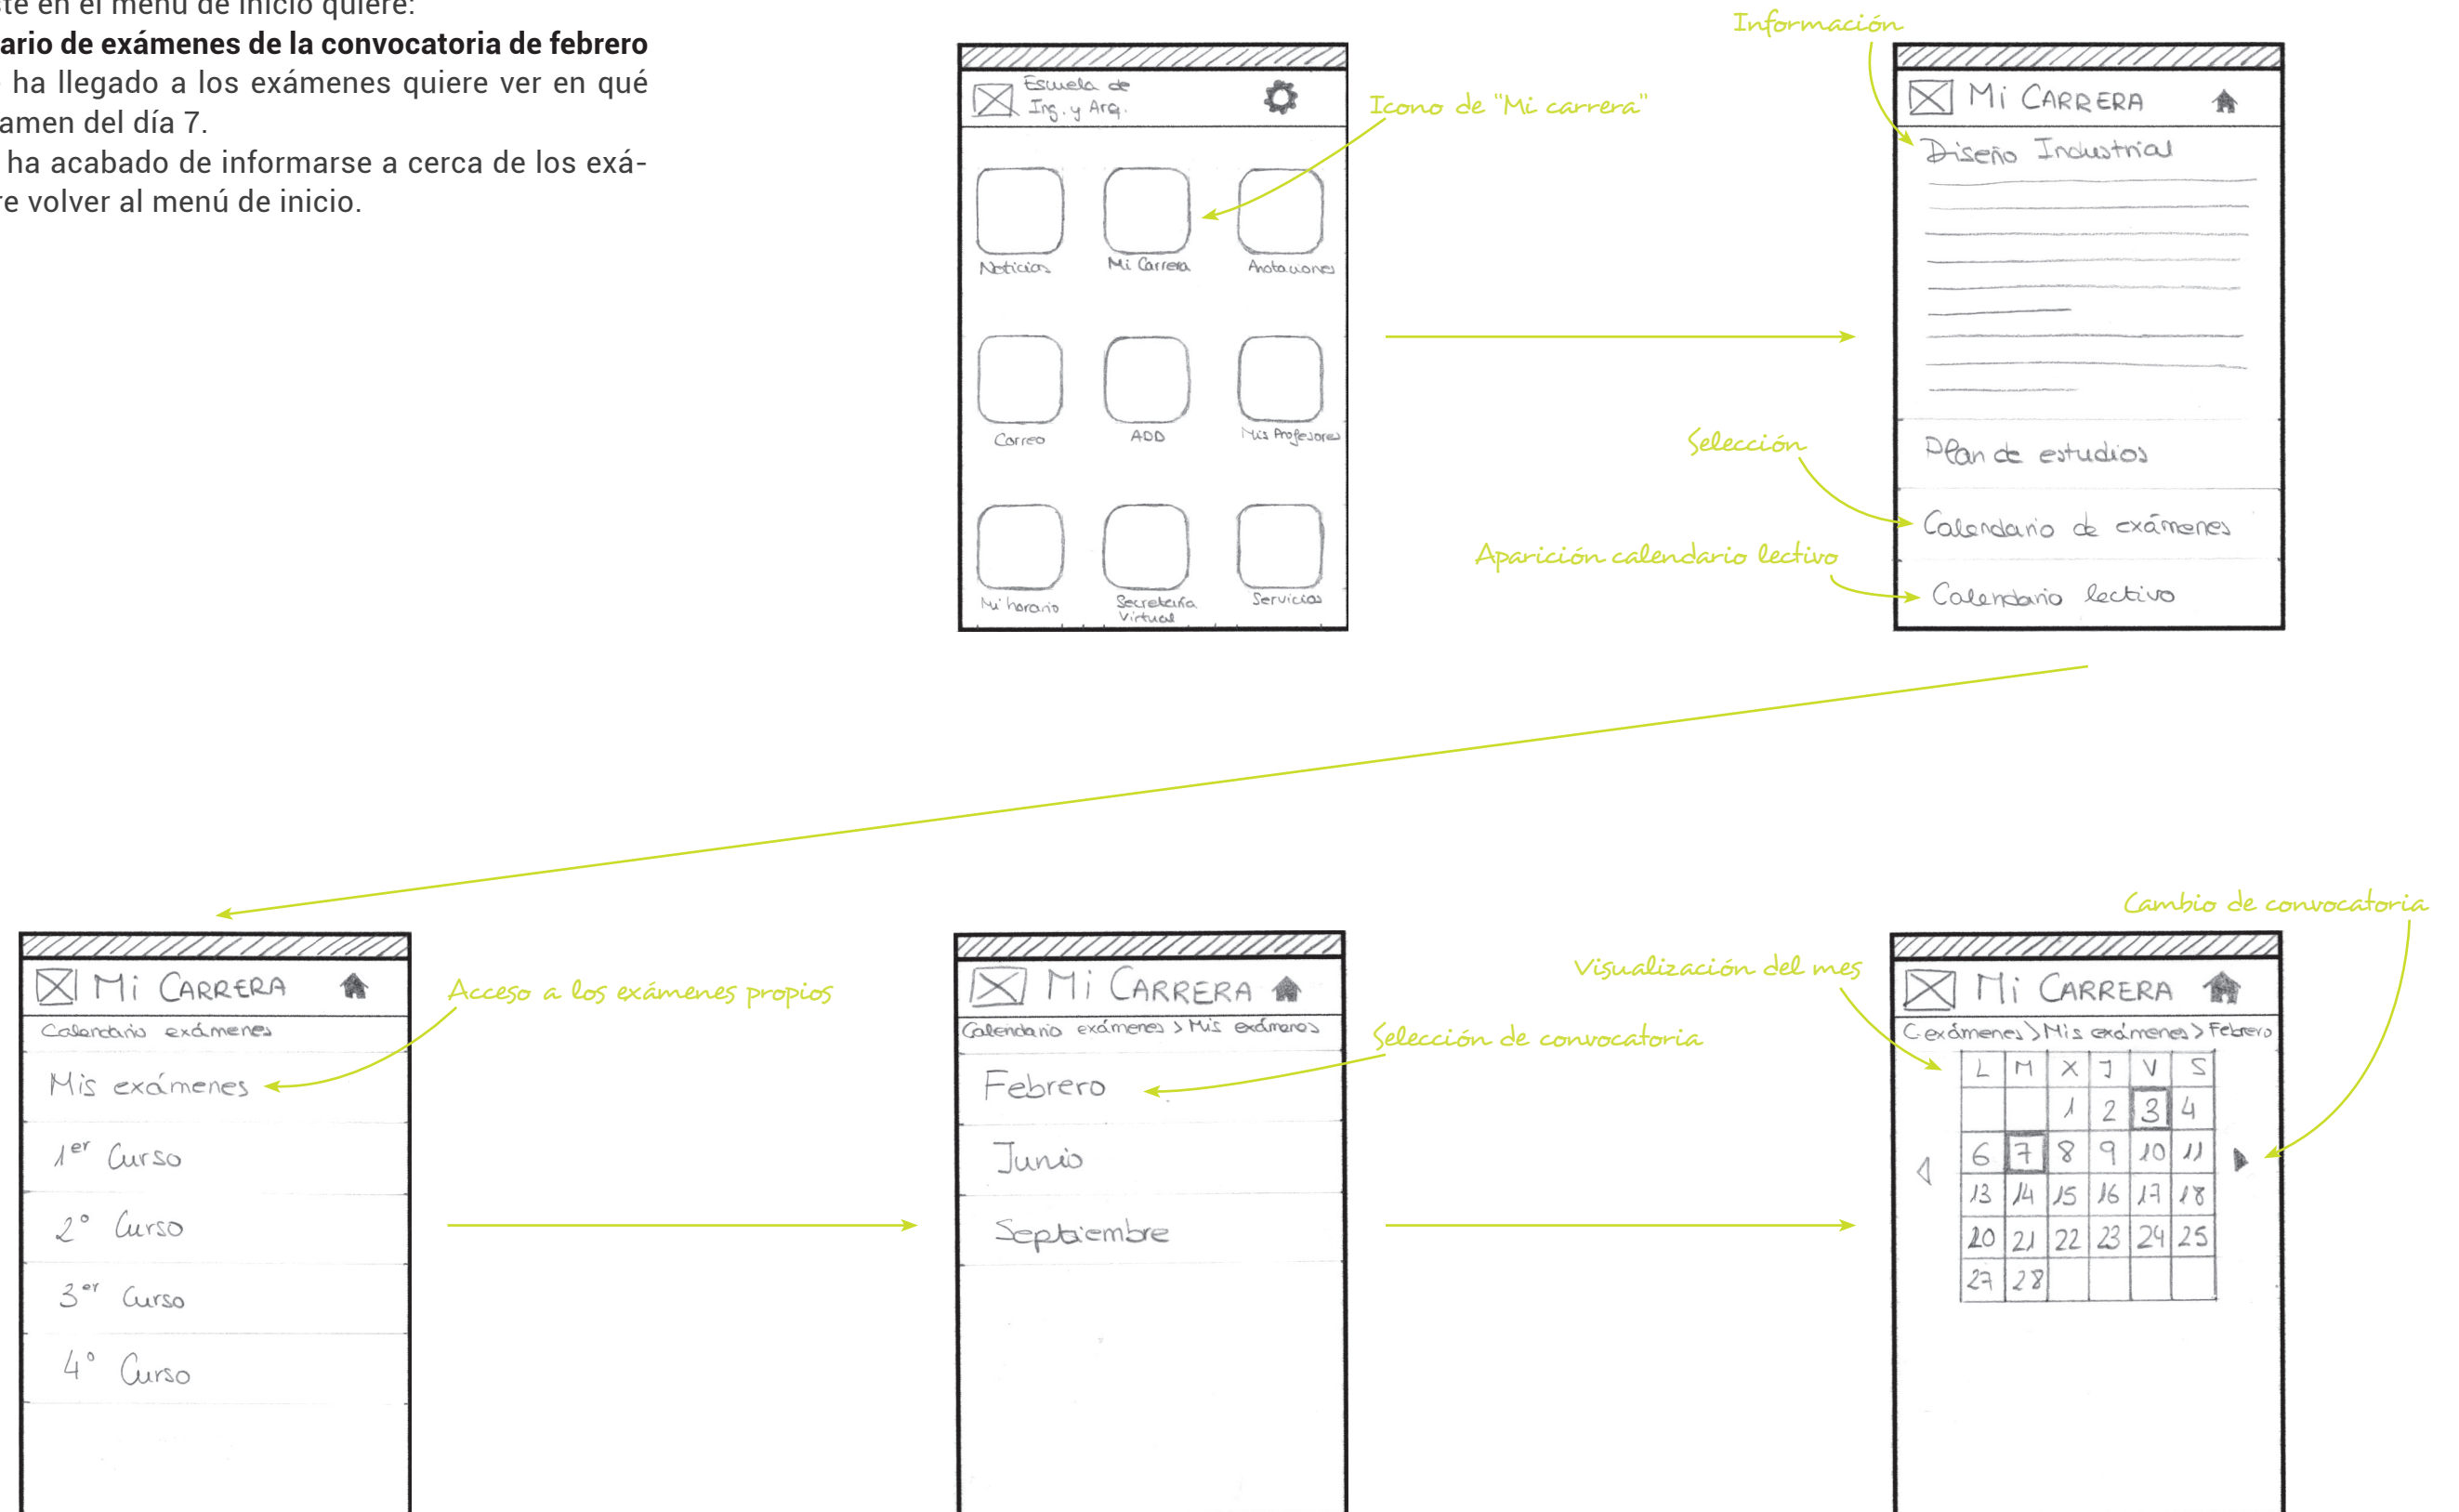 ste en el menú de inicio quiere:
ario de exámenes de la convocatoria de febrero
ha llegado a los exámenes quiere ver en qué
amen del día 7.
ha acabado de informarse a cerca de los exá-
re volver al menú de inicio.
Escuela de
Ing. y Arq.
Icono de "Mi carrera"
Noticias Mi Carrera Anotaciones
Correo ADD Mis Profesores
Mi horario Secretaría Servicios
Virtual
Información
Mi CARRERA
Diseño Industrial
Selección
Plan de estudios
Calendario de exámenes
Aparición calendario lectivo
Calendario lectivo
Mi CARRERA
Calendario exámenes
Acceso a los exámenes propios
Mis exámenes
1er Curso
2º Curso
3er Curso
4º Curso
Mi CARRERA
Calendario exámenes > Mis exámenes
Selección de convocatoria
Febrero
Junio
Septiembre
Cambio de convocatoria
Visualización del mes
Mi CARRERA
C.exámenes > Mis exámenes > Febrero
L M X J V S
1 2 3 4
6 7 8 9 10 11
13 14 15 16 17 18
20 21 22 23 24 25
27 28